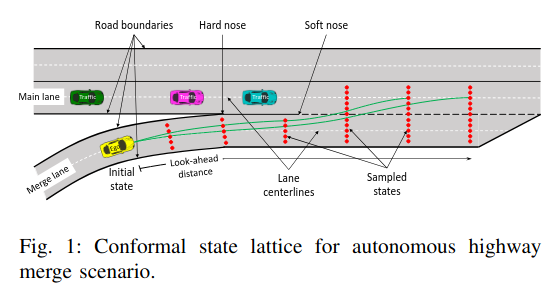 Road boundaries
Hard nose
Soft nose
Main lane
Traffic
Traffic
Traffic
Ego
Merge lane
Initial
state
Look-ahead
distance
Lane
centerlines
Sampled
states
Fig. 1: Conformal state lattice for autonomous highway
merge scenario.